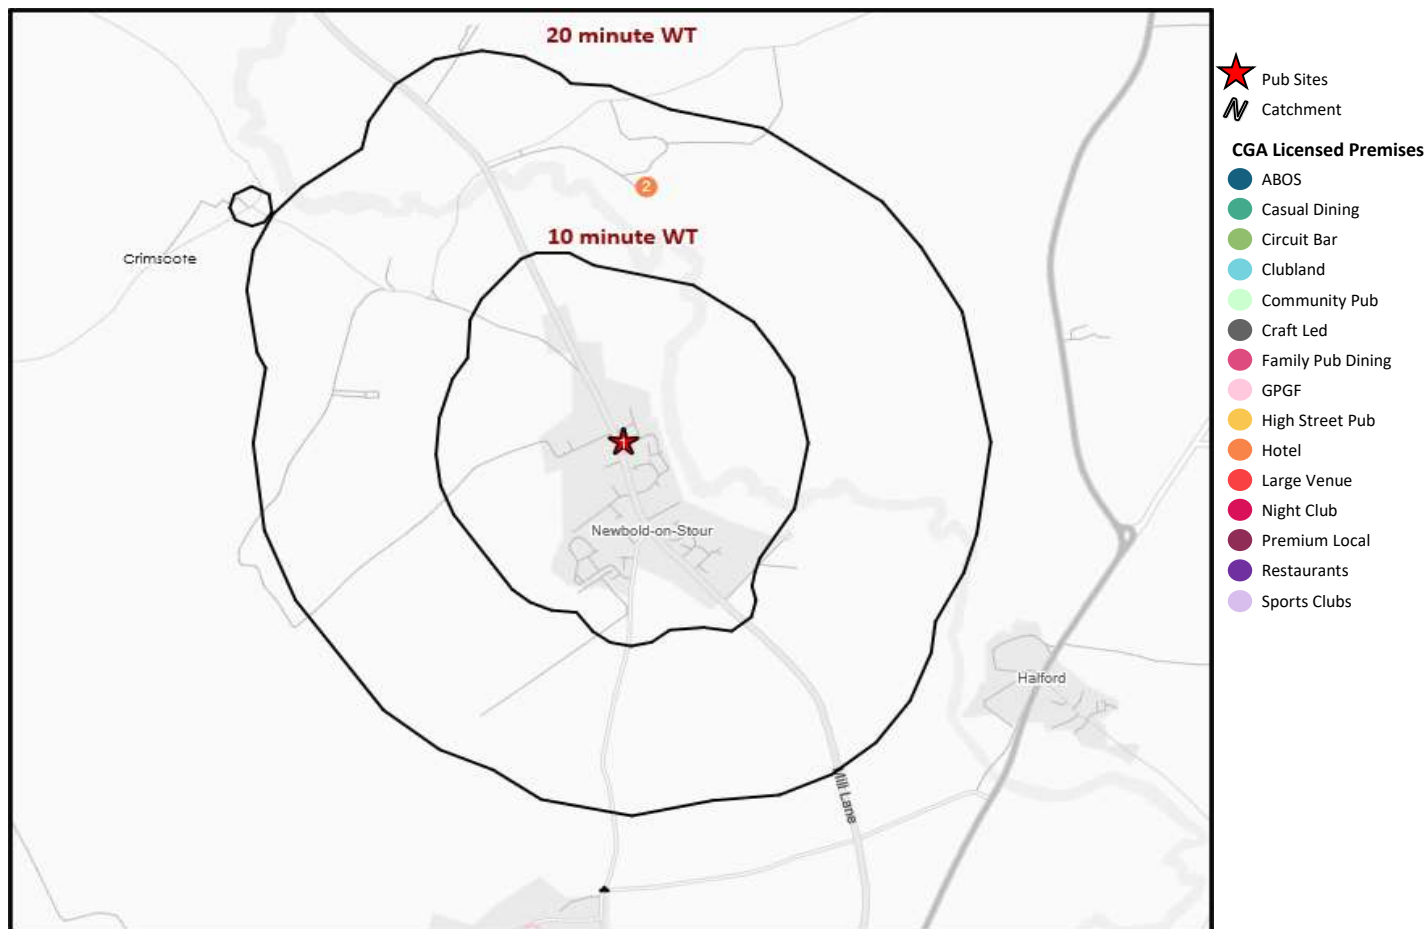 20 minute WT
2
10 minute WT
Crimscote
1
Newbold-on-Stour
Halford
Mill Lane
Pub Sites
Catchment
CGA Licensed Premises
ABOS
Casual Dining
Circuit Bar
Clubland
Community Pub
Craft Led
Family Pub Dining
GPGF
High Street Pub
Hotel
Large Venue
Night Club
Premium Local
Restaurants
Sports Clubs